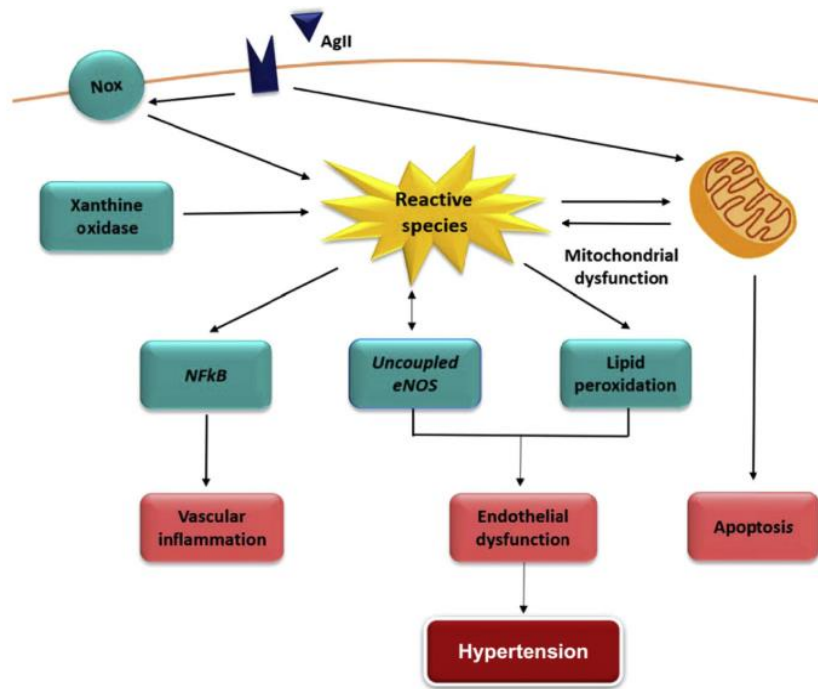 AgII
Nox
Xanthine
oxidase
Reactive
species
Mitochondrial
dysfunction
NFkB
Uncoupled
eNOS
Lipid
peroxidation
Vascular
inflammation
Endothelial
dysfunction
Apoptosis
Hypertension